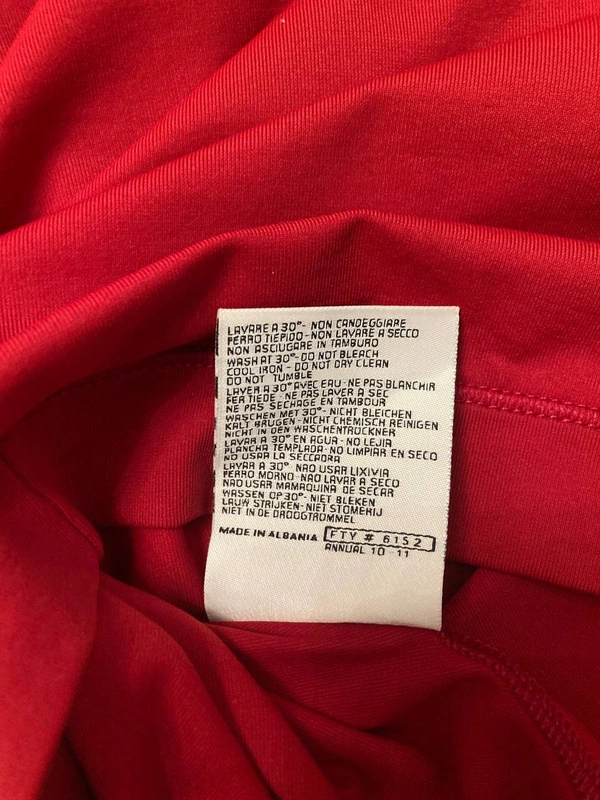 LAVARE A 30°- NON CANDEGGIARE
FERRO TIEPIDO - NON LAVARE A SECCO
NON ASCIUGARE IN TAMBURO
WASH AT 30°- DO NOT BLEACH
COOL IRON - DO NOT DRY CLEAN
DO NOT TUMBLE
LAVER A 30° AVEC EAU - NE PAS BLANCHIR
FER TIEDE - NE PAS LAVER A SEC
NE PAS SECHAGE EN TAMBOUR
WASCHEN MET 30°- NICHT BLEICHEN
KALT BRUGEN - NICHT CHEMISCH REINIGEN
NICHT IN DEN WASCHENTRÜCKNER
LAVAR A 30° EN AGUA - NO LEJIA
PLANCHA TEMPLADA - NO LIMPIAR EN SECO
NO USAR LA SECCADRA
LAVAR A 30°- NAO USAR LIXIVIA
FERRO MORNO - NAO LAVAR A SECO
NAO USAR MAMAQUINA DE SECAR
WASSEN OP 30°- NIET BLEKEN
LAUW STRIJKEN - NIET STOMERIJ
NIET IN DE DROOGTROMMEL
MADE IN ALBANIA FTY # 6152
ANNUAL 10 - 11